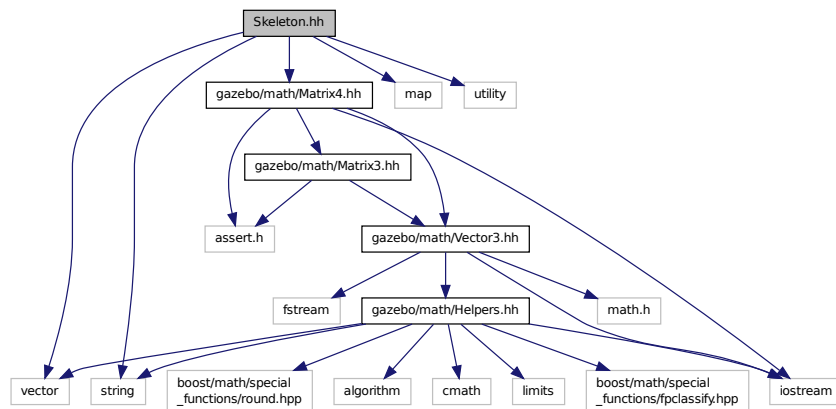 Skeleton.hh
gazebo/math/Matrix4.hh
map
utility
gazebo/math/Matrix3.hh
assert.h
gazebo/math/Vector3.hh
fstream
gazebo/math/Helpers.hh
math.h
vector
string
boost/math/special
_functions/round.hpp
algorithm
cmath
limits
boost/math/special
_functions/fpclassify.hpp
iostream